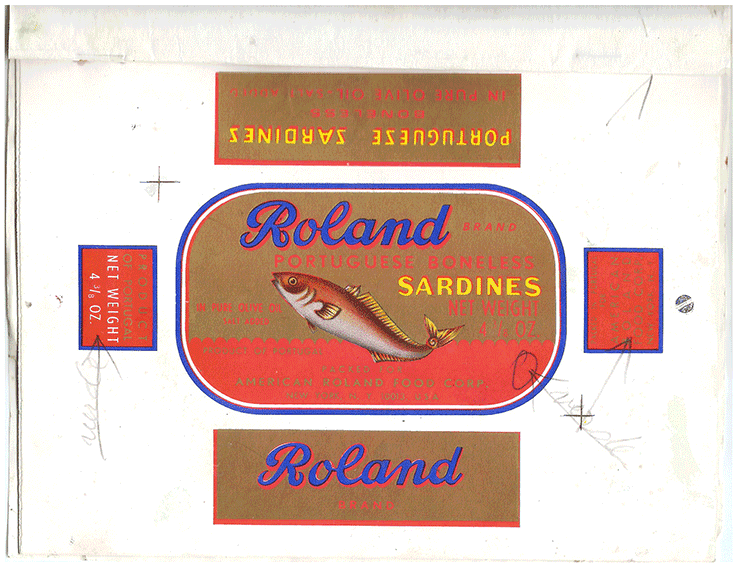 PORTUGUESE SARDINES
BONELESS
IN PURE OLIVE OIL - SALT ADDED
Roland BRAND
PORTUGUESE BONELESS
SARDINES
IN PURE OLIVE OIL
SALT ADDED
NET WEIGHT
4 3/8 OZ.
PRODUCT OF PORTUGAL
PACKED FOR
AMERICAN ROLAND FOOD CORP.
NEW YORK, N.Y. U.S.A.
PRODUCT
OF PORTUGAL
NET WEIGHT
4 3/8 OZ.
Roland
BRAND